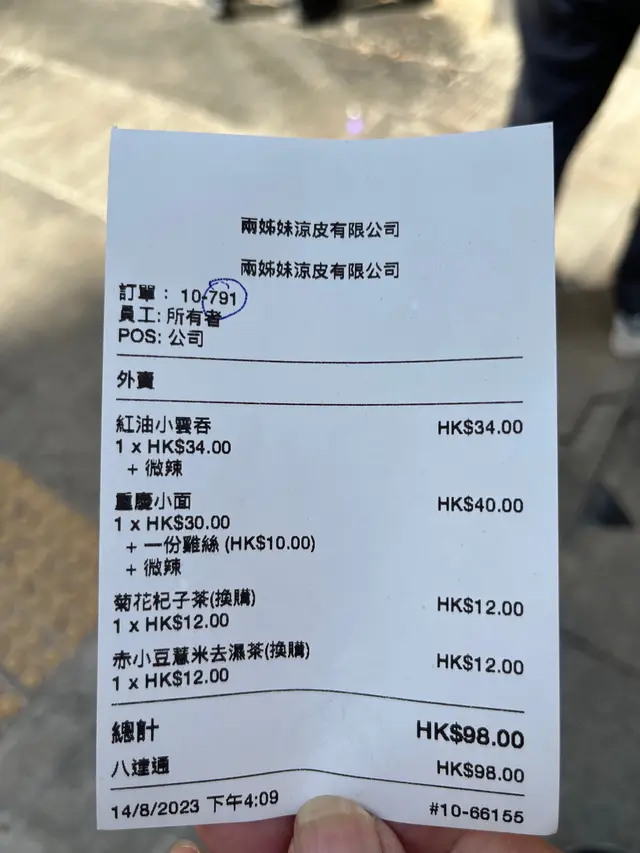 兩姊妹涼皮有限公司
兩姊妹涼皮有限公司
訂單： 10-791
員工: 所有者
POS: 公司
外賣
紅油小雲吞 HK$34.00
1 x HK$34.00
+ 微辣
重慶小面 HK$40.00
1 x HK$30.00
+ 一份雞絲 (HK$10.00)
+ 微辣
菊花杞子茶(換購) HK$12.00
1 x HK$12.00
赤小豆薏米去濕茶(換購) HK$12.00
1 x HK$12.00
總計 HK$98.00
八達通 HK$98.00
14/8/2023 下午4:09 #10-66155